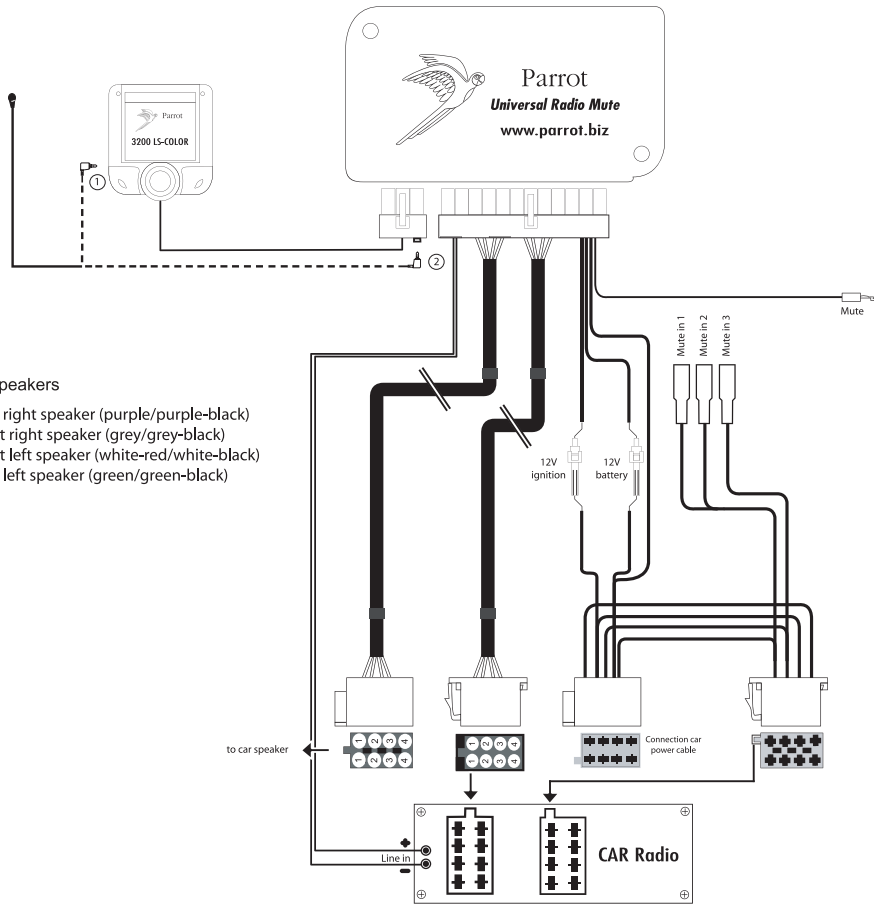 Parrot
Universal Radio Mute
www.parrot.biz
Parrot
3200 LS-COLOR
1
2
Mute
Mute in 1
Mute in 2
Mute in 3
right speaker (purple/purple-black)
right speaker (grey/grey-black)
left speaker (white-red/white-black)
left speaker (green/green-black)
12V
ignition
12V
battery
to car speaker
1 2 3 4
1 2 3 4
1 2 3 4
1 2 3 4
Connection car
power cable
+
Line in
-
CAR Radio